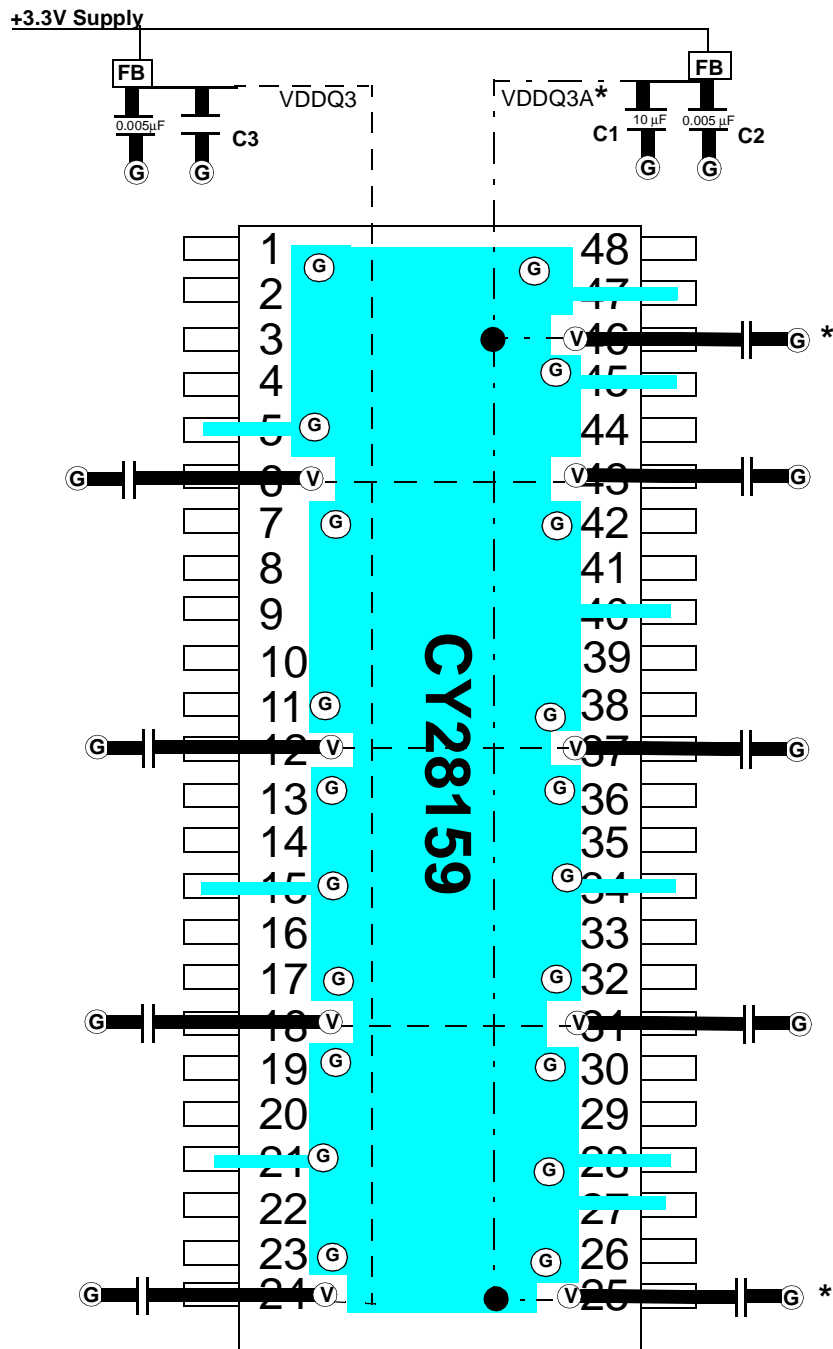 +3.3V Supply
FB FB
VDDQ3 VDDQ3A*
0.005µF C3 C1 10 µF 0.005 µF C2
G G G G
1 G G 48
2 47
3 V 46 G *
4 G 45
5 G 44
G 6 V V 43 G
7 G G 42
8 41
9 40
10 39
11 G G 38
G 12 V V 37 G
13 G G 36
14 35
15 G G 34
16 33
17 G G 32
G 18 V V 31 G
19 G G 30
20 29
21 G G 28
22 27
23 G G 26
G 24 V V 25 G *
CY28159